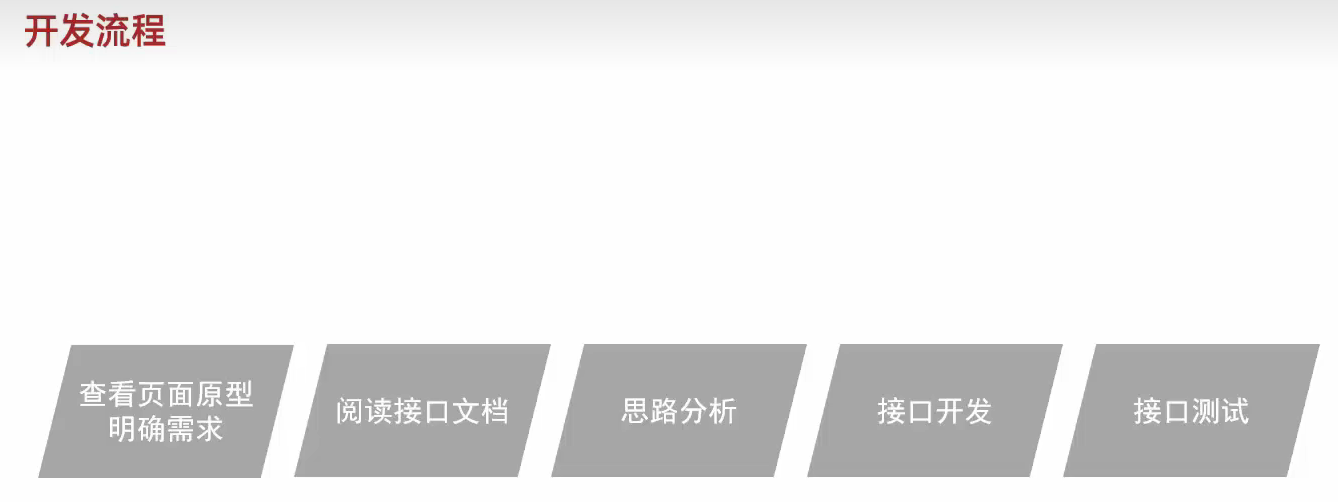 开发流程
查看页面原型
明确需求
阅读接口文档
思路分析
接口开发
接口测试